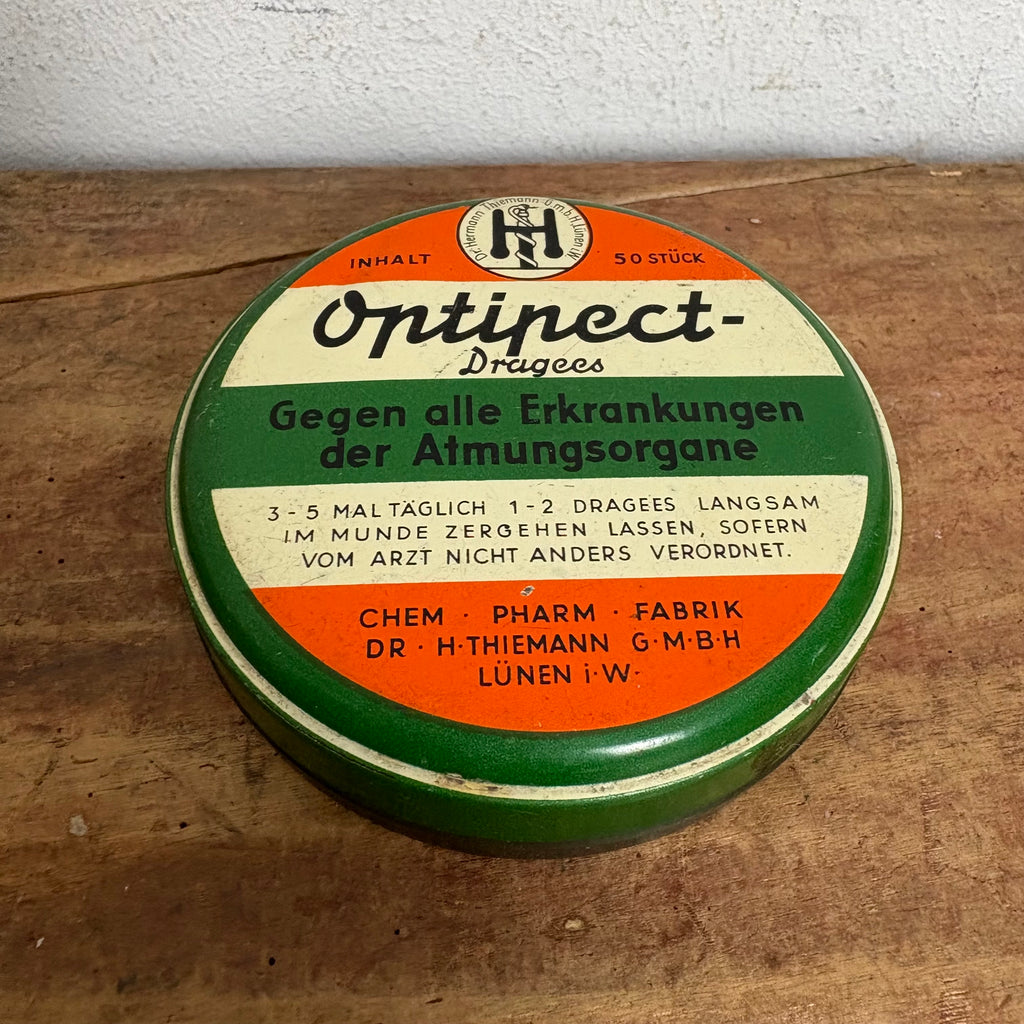 Dr. Hermann Thiemann G.m.b.H. Lünen i.W.
H
INHALT 50 STÜCK
Optipect-
Dragees
Gegen alle Erkrankungen
der Atmungsorgane
3-5 MAL TÄGLICH 1-2 DRAGEES LANGSAM
IM MUNDE ZERGEHEN LASSEN, SOFERN
VOM ARZT NICHT ANDERS VERORDNET.
CHEM · PHARM · FABRIK
DR · H·THIEMANN G·M·B·H
LÜNEN i·W·